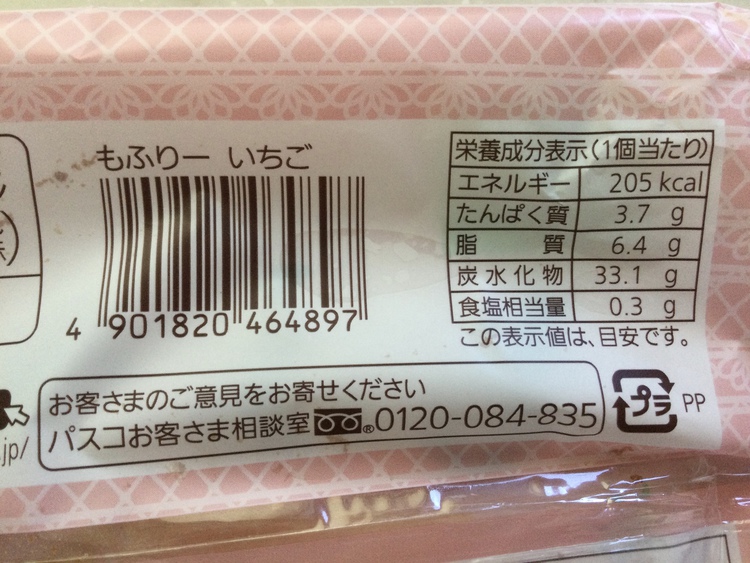 もふりー いちご
4 901820 464897
栄養成分表示(1個当たり)
エネルギー 205 kcal
たんぱく質 3.7 g
脂質 6.4 g
炭水化物 33.1 g
食塩相当量 0.3 g
この表示値は、目安です。
お客さまのご意見をお寄せください
パスコお客さま相談室 ® 0120-084-835
プラ PP
.jp/